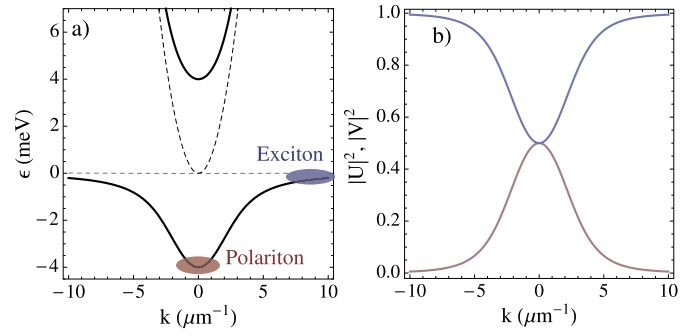 a)
6
4
2
0
−2
−4
ϵ (meV)
Exciton
Polariton
−10 −5 0 5 10
k (μm⁻¹)
b)
1.0
0.8
0.6
0.4
0.2
0.0
|U|², |V|²
−10 −5 0 5 10
k (μm⁻¹)